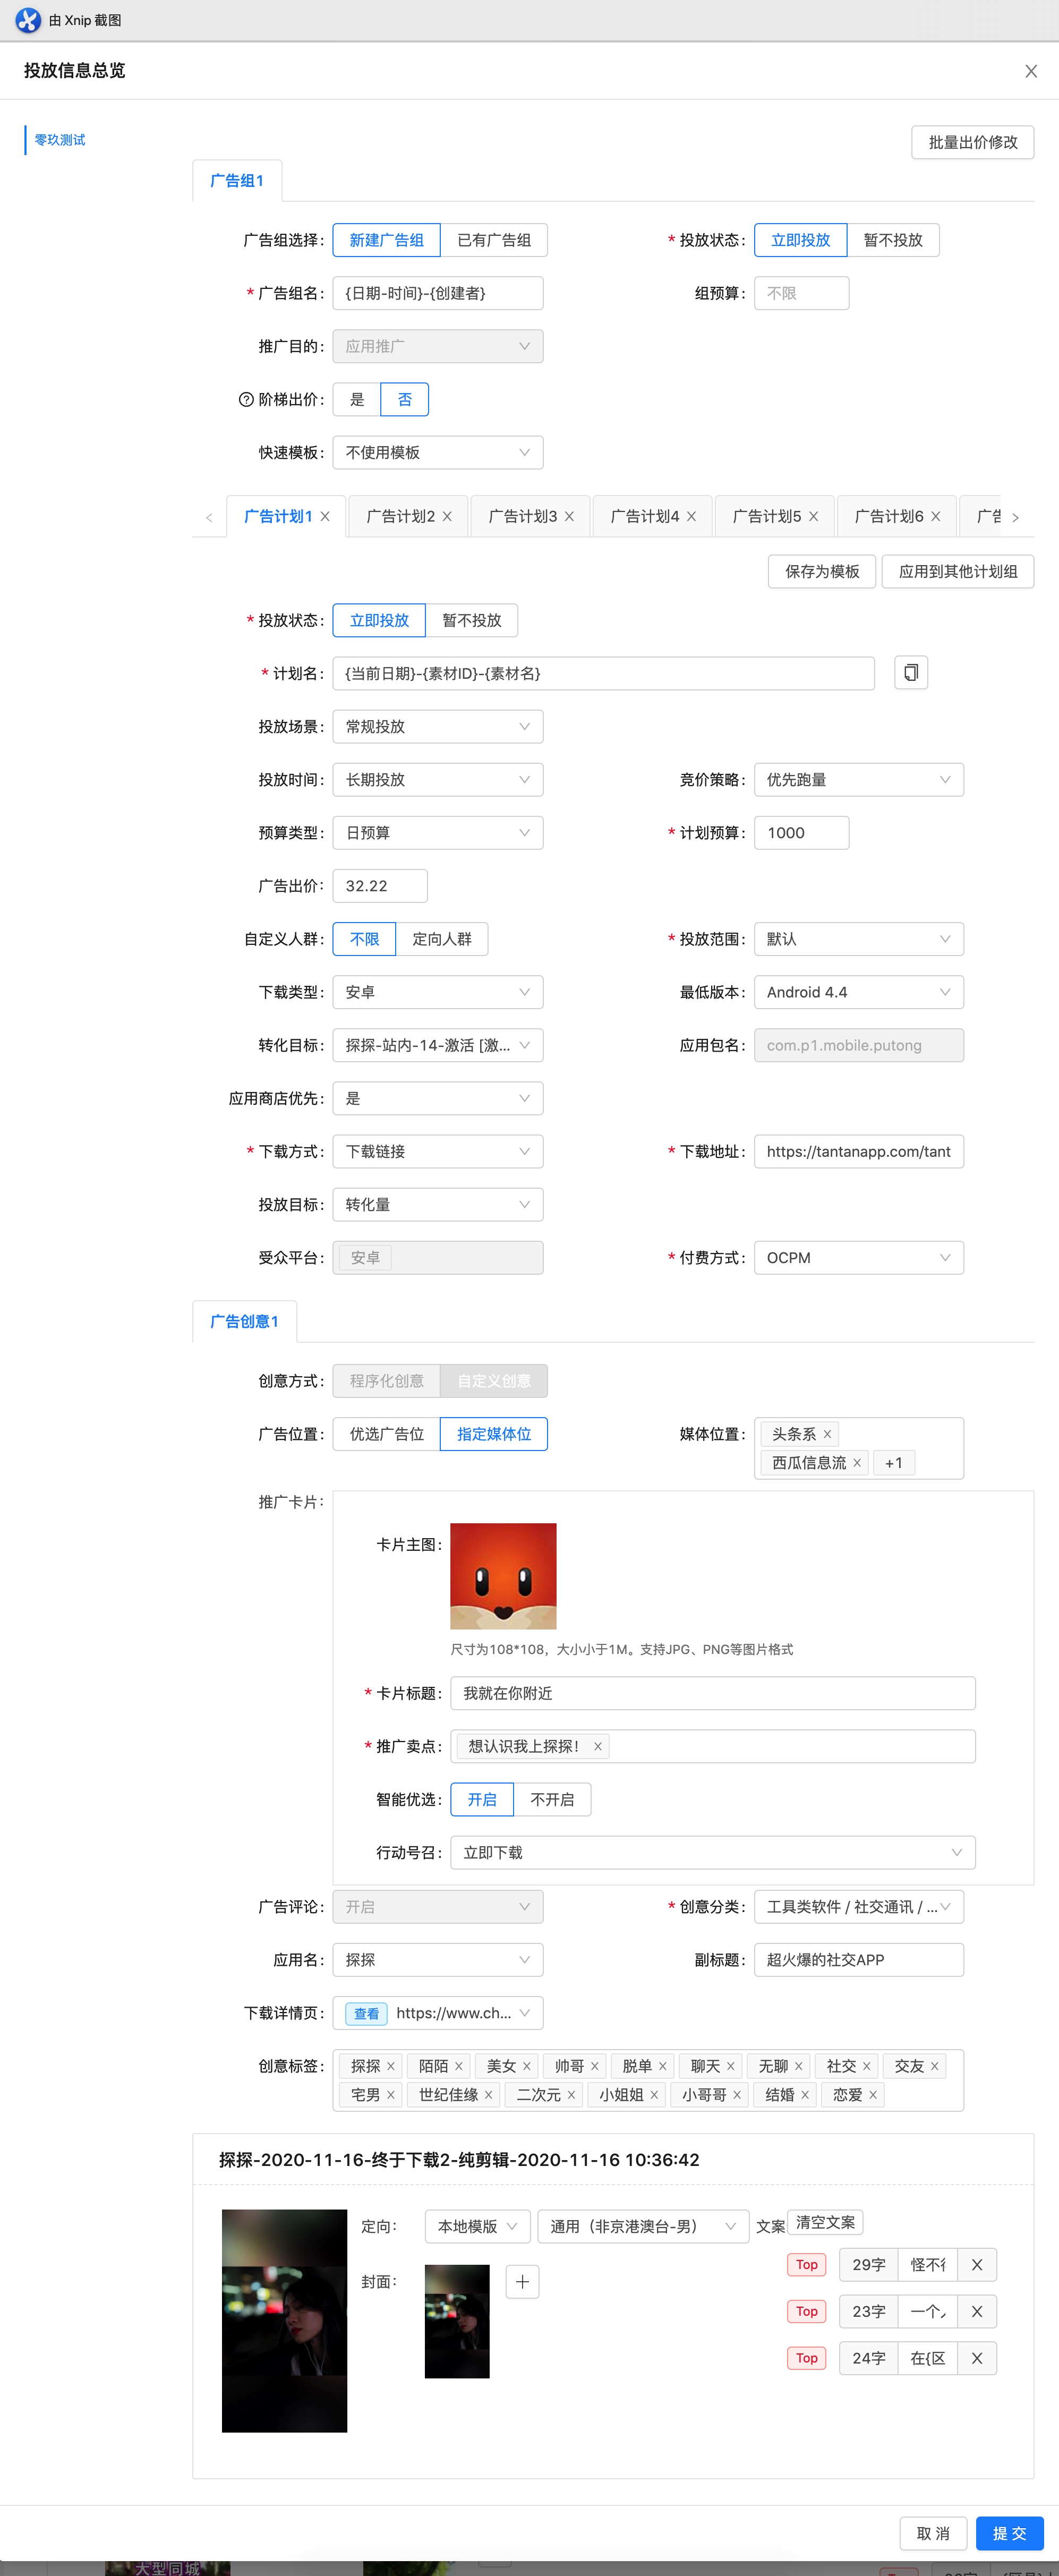 由 Xnip 截图
投放信息总览
零玖测试
批量出价修改
广告组1
广告组选择: 新建广告组 已有广告组 * 投放状态: 立即投放 暂不投放
* 广告组名: {日期-时间}-{创建者} 组预算: 不限
推广目的: 应用推广
阶梯出价: 是 否
快速模板: 不使用模板
广告计划1 广告计划2 广告计划3 广告计划4 广告计划5 广告计划6
保存为模板 应用到其他计划组
* 投放状态: 立即投放 暂不投放
* 计划名: {当前日期}-{素材ID}-{素材名}
投放场景: 常规投放
投放时间: 长期投放 竞价策略: 优先跑量
预算类型: 日预算 * 计划预算: 1000
广告出价: 32.22
自定义人群: 不限 定向人群 * 投放范围: 默认
下载类型: 安卓 最低版本: Android 4.4
转化目标: 探探-站内-14-激活 [激... 应用包名: com.p1.mobile.putong
应用商店优先: 是
* 下载方式: 下载链接 * 下载地址: https://tantanapp.com/tant
投放目标: 转化量
受众平台: 安卓 * 付费方式: OCPM
广告创意1
创意方式: 程序化创意 自定义创意
广告位置: 优选广告位 指定媒体位 媒体位置: 头条系
西瓜信息流 +1
推广卡片:
卡片主图:
尺寸为108*108，大小小于1M。支持JPG、PNG等图片格式
* 卡片标题: 我就在你附近
* 推广卖点: 想认识我上探探！
智能优选: 开启 不开启
行动号召: 立即下载
广告评论: 开启 * 创意分类: 工具类软件 / 社交通讯 / ...
应用名: 探探 副标题: 超火爆的社交APP
下载详情页: 查看 https://www.ch...
创意标签: 探探 陌陌 美女 帅哥 脱单 聊天 无聊 社交 交友
宅男 世纪佳缘 二次元 小姐姐 小哥哥 结婚 恋爱
探探-2020-11-16-终于下载2-纯剪辑-2020-11-16 10:36:42
定向: 本地模版 通用（非京港澳台-男） 文案 清空文案
封面: Top 29字 怪不
Top 23字 一个
Top 24字 在{区
取 消 提 交
大型同城